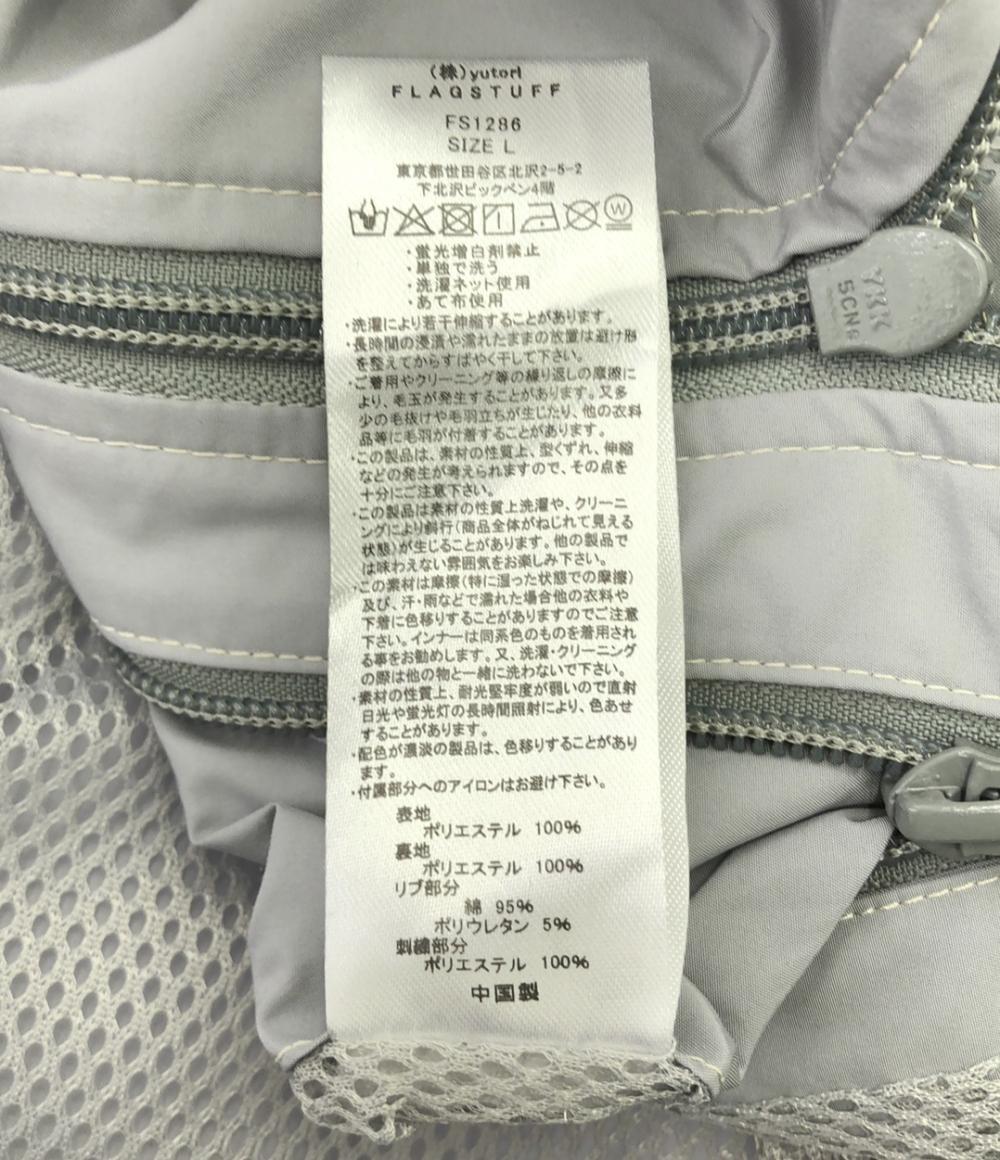 (株)yutori
FLAGSTUFF
FS1286
SIZE L
東京都世田谷区北沢2-5-2
下北沢ビックベン4階
W
・蛍光増白剤禁止
・単独で洗う
・洗濯ネット使用
・あて布使用
・洗濯により若干伸縮することがあります。
・長時間の浸漬や濡れたままの放置は避け形
を整えてからすばやく干して下さい。
・ご着用やクリーニング等の繰り返しの摩擦に
より、毛玉が発生することがあります。又多
少の毛抜けや毛羽立ちが生じたり、他の衣料
品等に毛羽が付着することがあります。
・この製品は、素材の性質上、型くずれ、伸縮
などの発生が考えられますので、その点を
十分にご注意下さい。
・この製品は素材の性質上洗濯や、クリーニ
ングにより斜行(商品全体がねじれて見える
状態)が生じることがあります。他の製品で
は味わえない雰囲気をお楽しみ下さい。
・この素材は摩擦(特に湿った状態での摩擦)
及び、汗・雨などで濡れた場合他の衣料や
下着に色移りすることがありますのでご注意
下さい。インナーは同系色のものを着用され
る事をお勧めします。又、洗濯・クリーニング
の際は他の物と一緒に洗わないで下さい。
・素材の性質上、耐光堅牢度が弱いので直射
日光や蛍光灯の長時間照射により、色あせ
することがあります。
・配色が濃淡の製品は、色移りすることがあり
ます。
・付属部分へのアイロンはお避け下さい。
表地
ポリエステル 100%
裏地
ポリエステル 100%
リブ部分
綿 95%
ポリウレタン 5%
刺繍部分
ポリエステル 100%
中国製
YKK
5CN6